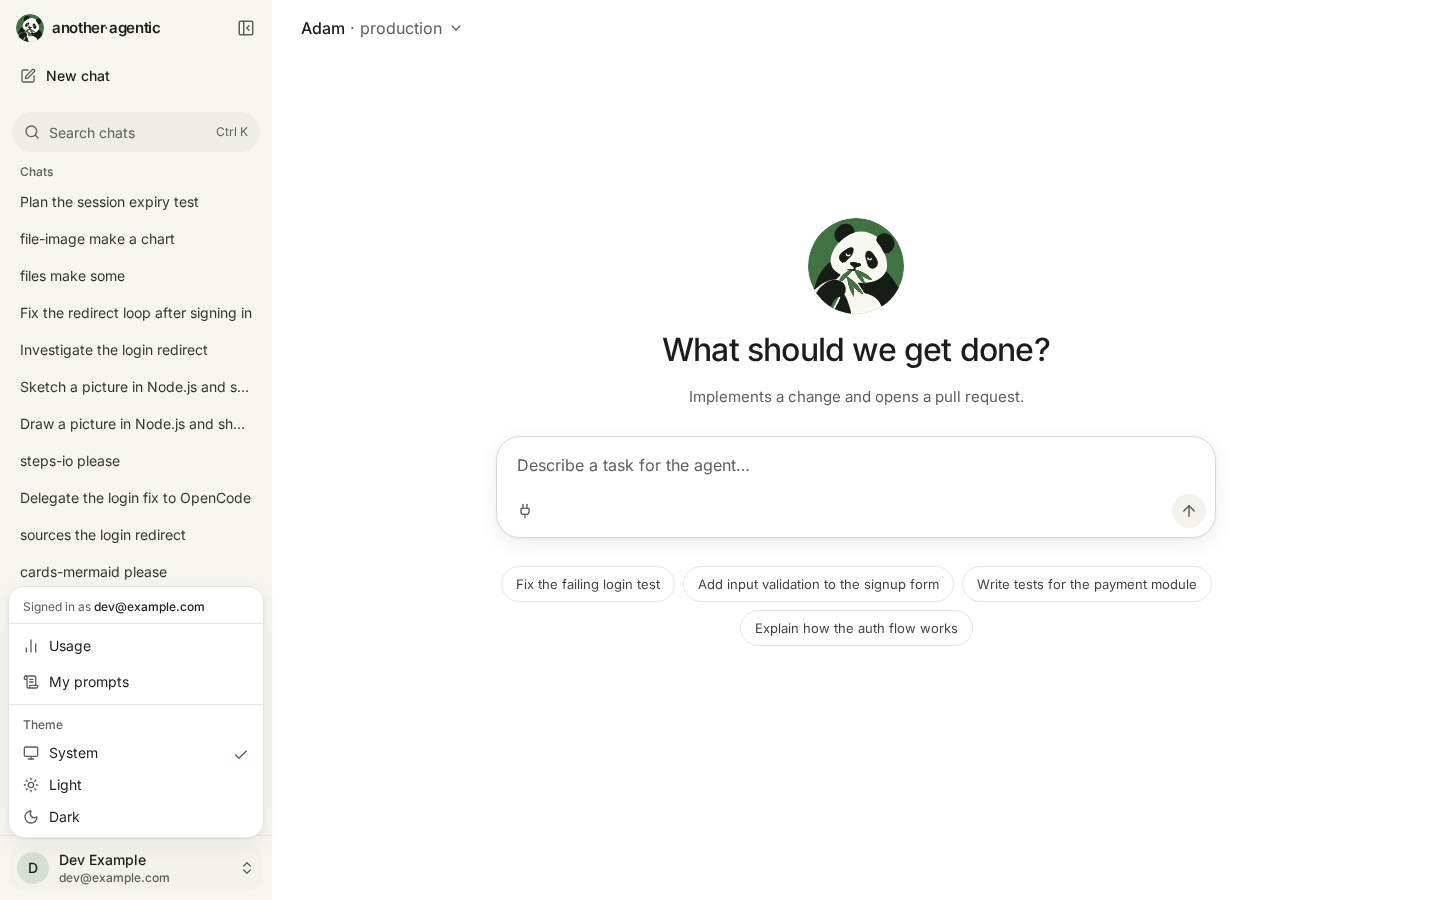 another·agentic
New chat
Search chats Ctrl K
Chats
Plan the session expiry test
file-image make a chart
files make some
Fix the redirect loop after signing in
Investigate the login redirect
Sketch a picture in Node.js and s...
Draw a picture in Node.js and sh...
steps-io please
Delegate the login fix to OpenCode
sources the login redirect
cards-mermaid please
Signed in as dev@example.com
Usage
My prompts
Theme
System
Light
Dark
D
Dev Example
dev@example.com
Adam · production
What should we get done?
Implements a change and opens a pull request.
Describe a task for the agent...
Fix the failing login test
Add input validation to the signup form
Write tests for the payment module
Explain how the auth flow works